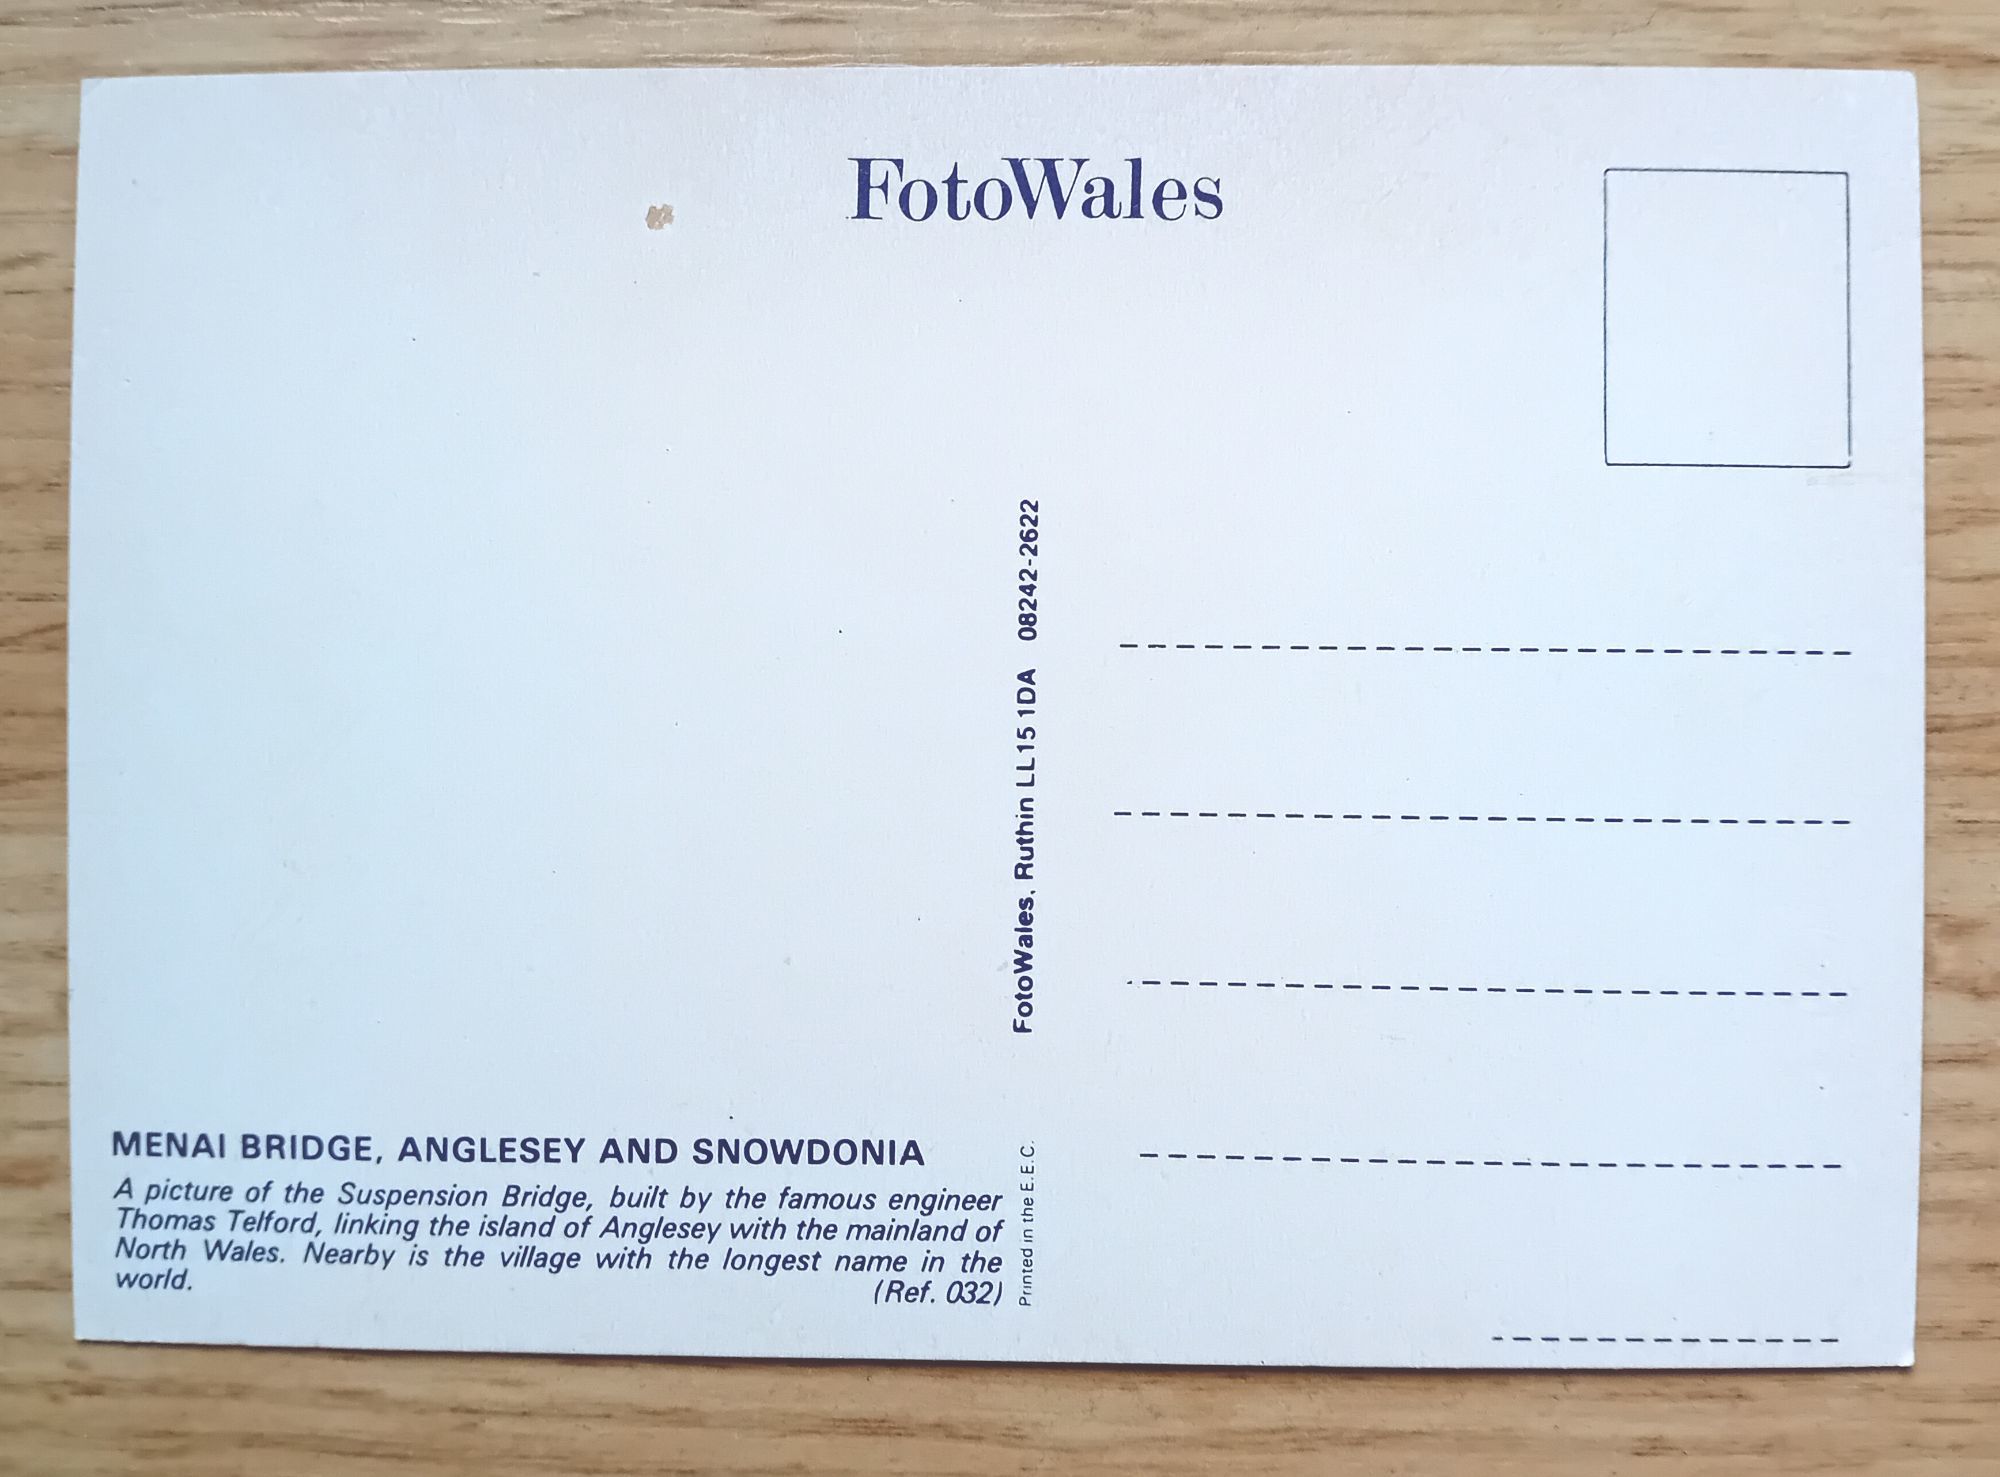 FotoWales
FotoWales, Ruthin LL15 1DA 08242-2622
MENAI BRIDGE, ANGLESEY AND SNOWDONIA
A picture of the Suspension Bridge, built by the famous engineer
Thomas Telford, linking the island of Anglesey with the mainland of
North Wales. Nearby is the village with the longest name in the
world. (Ref. 032)
Printed in the E.E.C.